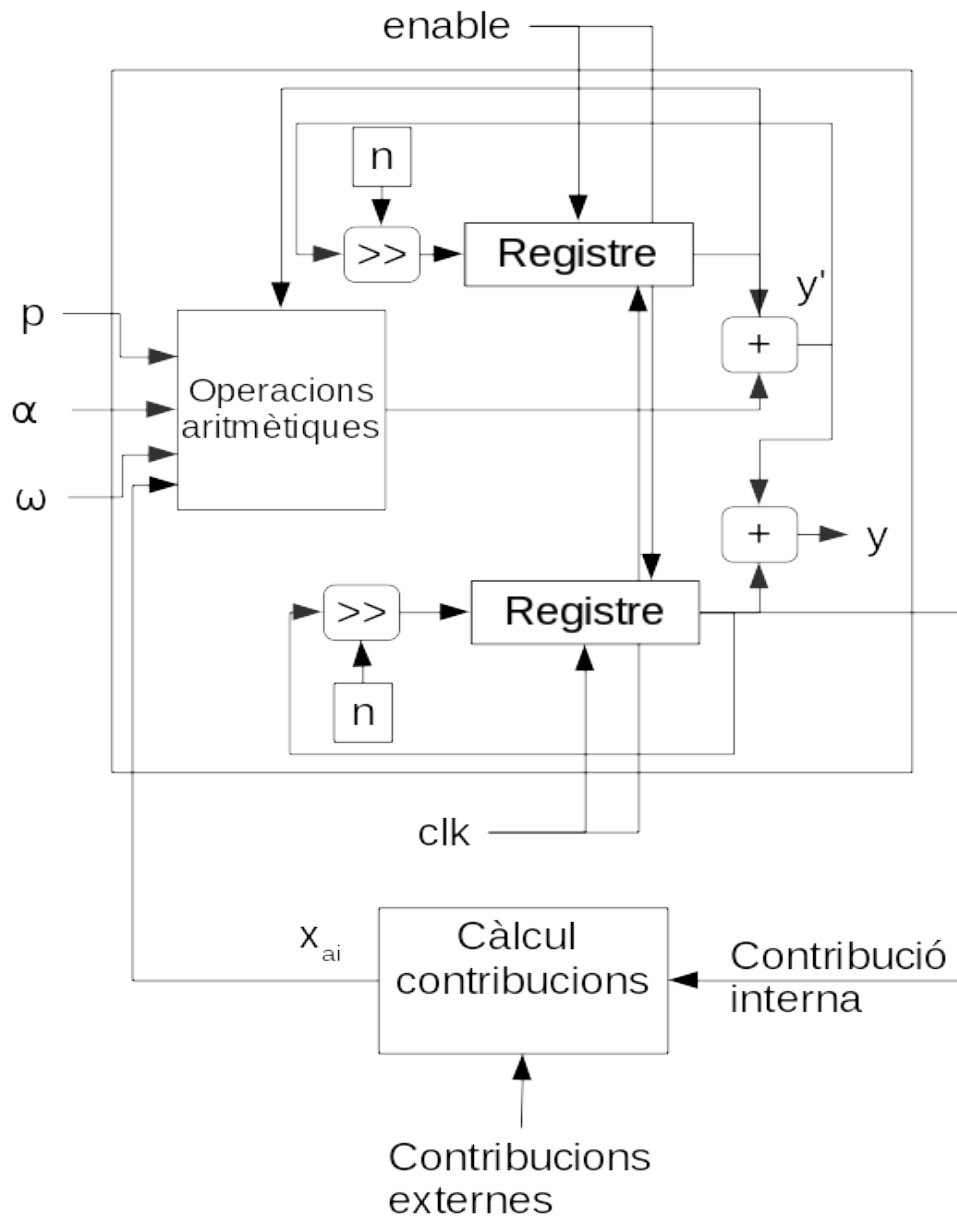 enable
n
>>
Registre
y'
p
+
Operacions
aritmètiques
α
ω
+
y
>>
Registre
n
clk
x ai
Càlcul
contribucions
Contribució
interna
Contribucions
externes